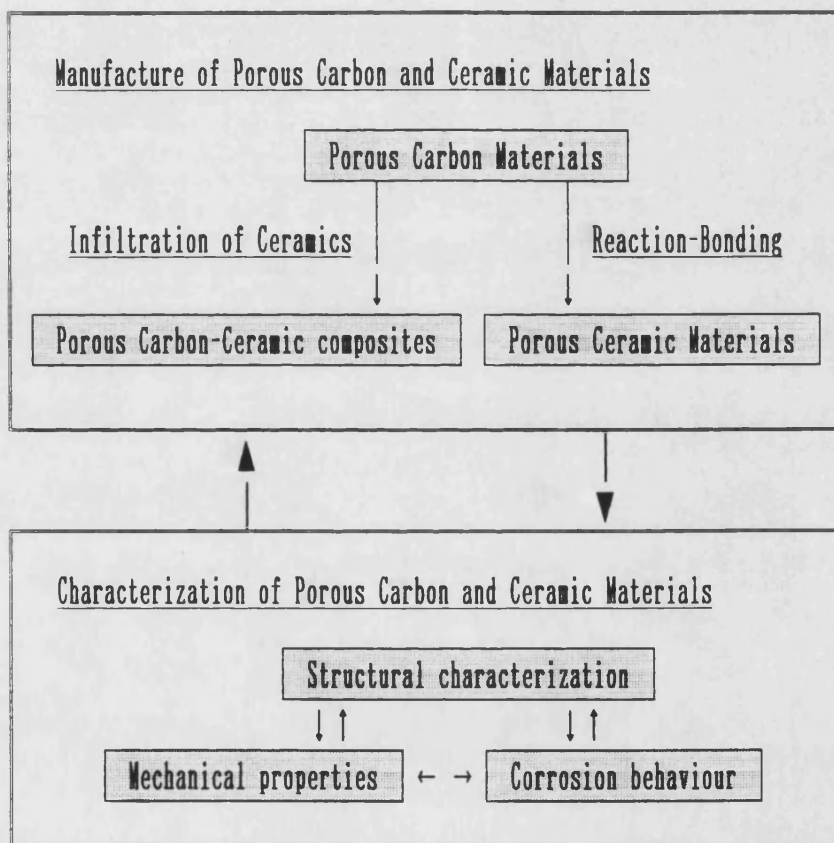 Manufacture of Porous Carbon and Ceramic Materials
Porous Carbon Materials
Infiltration of Ceramics
Reaction-Bonding
Porous Carbon-Ceramic composites
Porous Ceramic Materials
Characterization of Porous Carbon and Ceramic Materials
Structural characterization
Mechanical properties
Corrosion behaviour